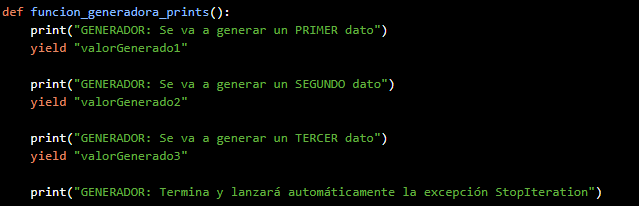 def funcion_generadora_prints():
    print("GENERADOR: Se va a generar un PRIMER dato")
    yield "valorGenerado1"

    print("GENERADOR: Se va a generar un SEGUNDO dato")
    yield "valorGenerado2"

    print("GENERADOR: Se va a generar un TERCER dato")
    yield "valorGenerado3"

    print("GENERADOR: Termina y lanzará automáticamente la excepción StopIteration")